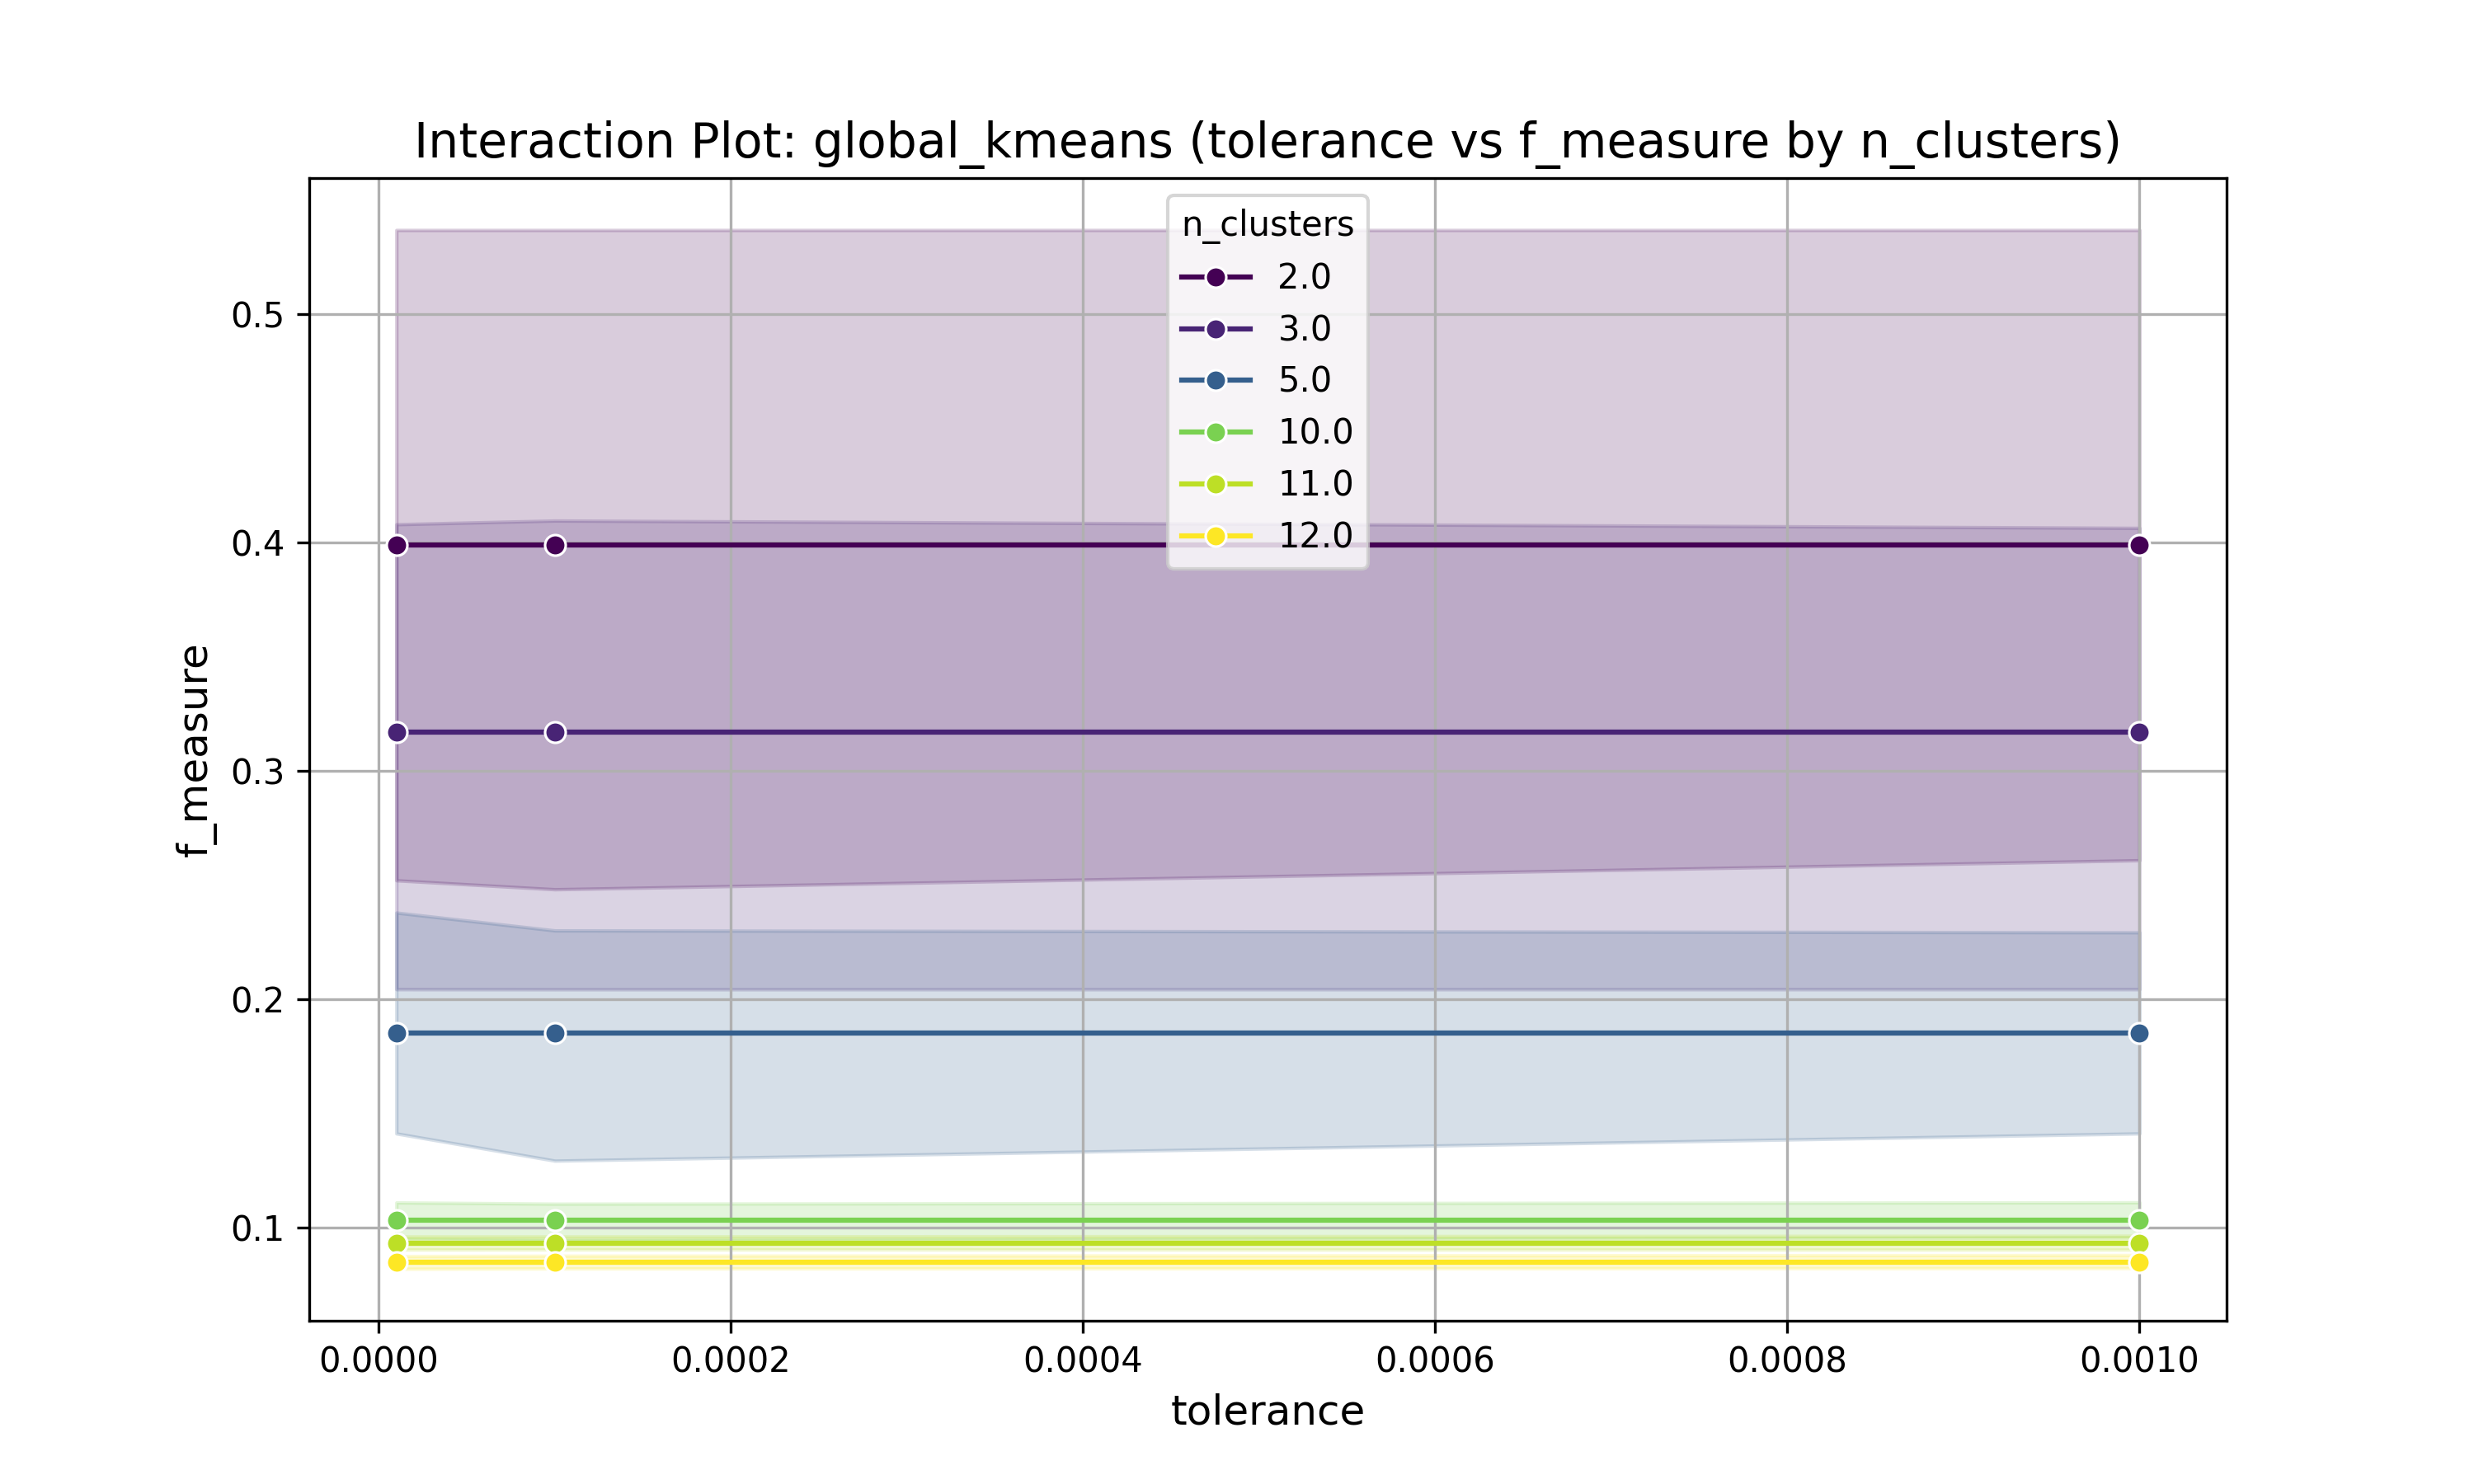 Interaction Plot: global_kmeans (tolerance vs f_measure by n_clusters)
n_clusters
2.0
3.0
5.0
10.0
11.0
12.0
f_measure
0.5
0.4
0.3
0.2
0.1
0.0000 0.0002 0.0004 0.0006 0.0008 0.0010
tolerance